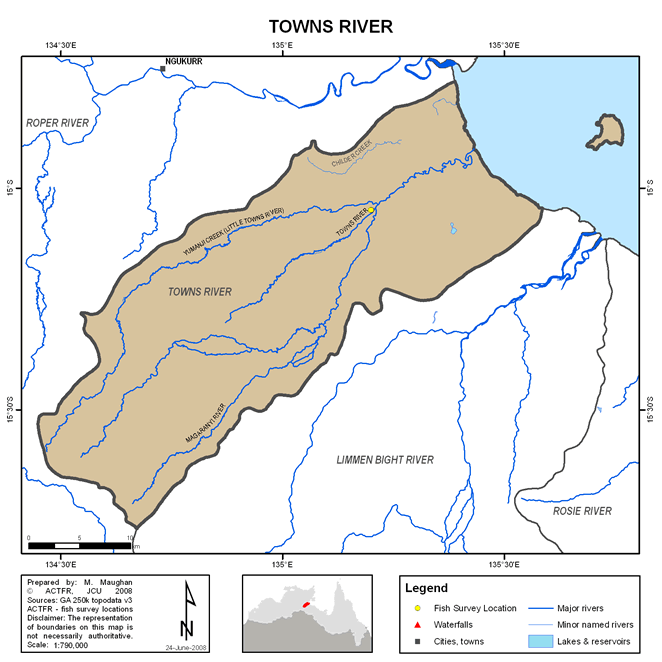 TOWNS RIVER
134°30'E
135°E
135°30'E
NGUKURR
ROPER RIVER
CHILDER CREEK
15°S
15°S
YUMANJI CREEK (LITTLE TOWNS RIVER)
TOWNS RIVER
TOWNS RIVER
15°30'S
15°30'S
MAGARANYI RIVER
LIMMEN BIGHT RIVER
ROSIE RIVER
0 5 10
134°30'E
135°E
135°30'E
Prepared by: M. Maughan
© ACTFR, JCU 2008
Sources: GA 250k topodata v3
ACTFR - fish survey locations
Disclaimer: The representation
of boundaries on this map is
not necessarily authoritative.
Scale: 1:790,000
N
24-June-2008
Legend
Fish Survey Location
Major rivers
Waterfalls
Minor named rivers
Cities, towns
Lakes & reservoirs